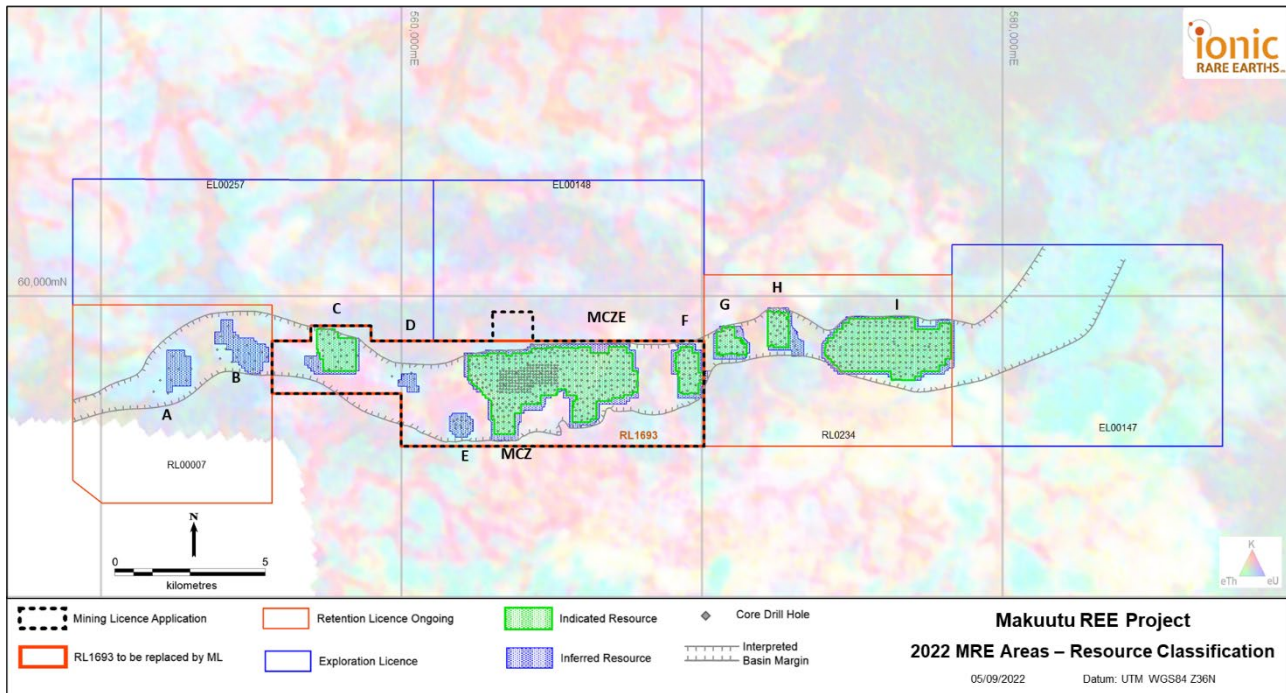 560,000mE
580,000mE
ionic
RARE EARTHS
EL00257
EL00148
60,000mN
C
D
MCZE
F
G
H
I
A
B
E
MCZ
RL1693
RL0234
EL00147
RL00007
N
0
5
kilometres
K
eTh
eU
Mining Licence Application
Retention Licence Ongoing
Indicated Resource
Core Drill Hole
RL1693 to be replaced by ML
Exploration Licence
Inferred Resource
Interpreted
Basin Margin
Makuutu REE Project
2022 MRE Areas – Resource Classification
05/09/2022
Datum: UTM WGS84 Z36N